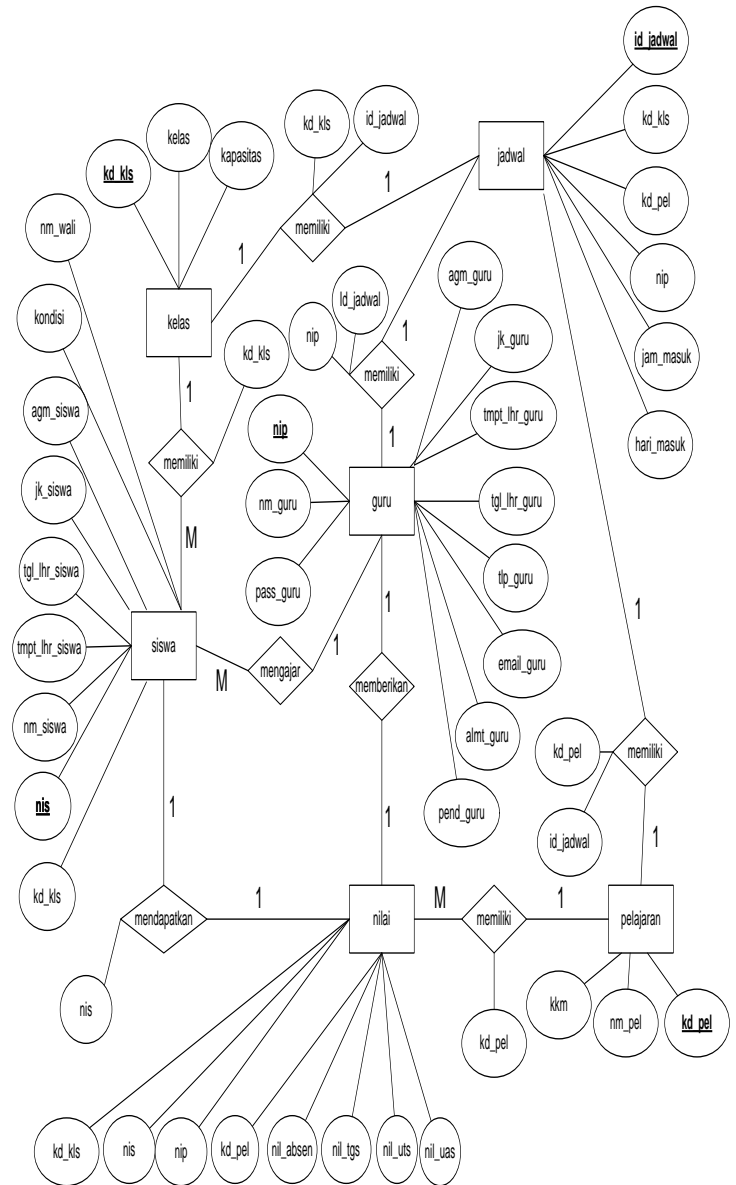 id_jadwal
id_jadwal
kd_kls
kelas
kd_kls
kapasitas
kd_kls
jadwal
memiliki
1
1
kd_pel
nm_wali
nip
kelas
kondisi
agm_guru
Id_jadwal
nip
1
memiliki
jk_guru
jam_masuk
kd_kls
1
agm_siswa
tmpt_lhr_guru
hari_masuk
nip
1
memiliki
jk_siswa
nm_guru
guru
tgl_lhr_guru
M
tgl_lhr_siswa
pass_guru
tlp_guru
1
1
1
siswa
tmpt_lhr_siswa
mengajar
M
1
email_guru
memberikan
nm_siswa
almt_guru
kd_pel
memiliki
nis
1
1
pend_guru
id_jadwal
1
kd_kls
mendapatkan
1
nilai
M
memiliki
1
pelajaran
nis
kd_pel
kkm
nm_pel
kd_pel
kd_kls
nis
nip
kd_pel
nil_absen
nil_tgs
nil_uts
nil_uas